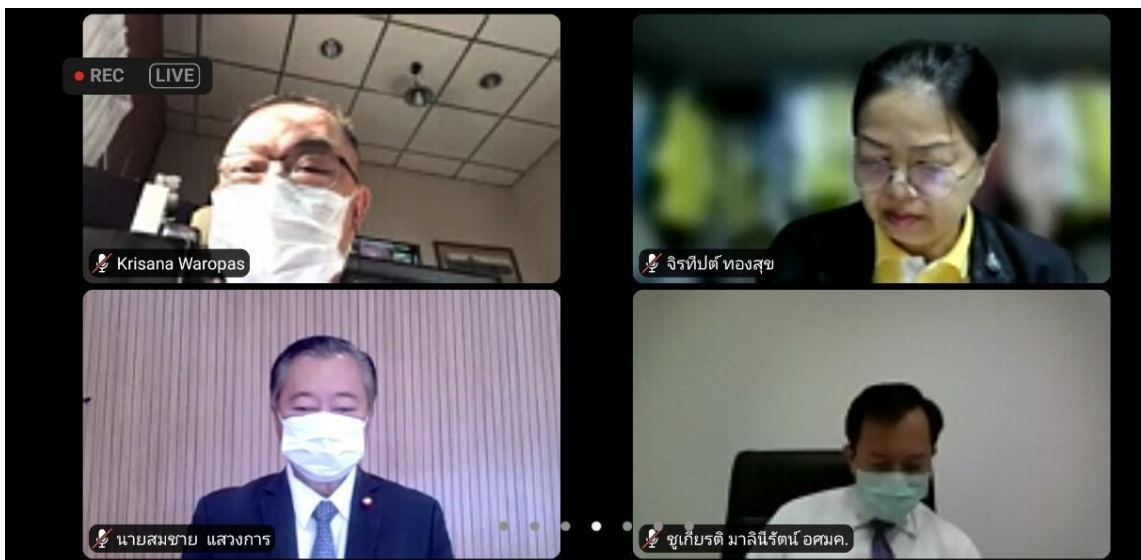 REC LIVE
Krisana Waropas
จิรทีปต์ ทองสุข
นายสมชาย แสวงการ
ชูเกียรติ มาลินีรัตน์ อศมค.